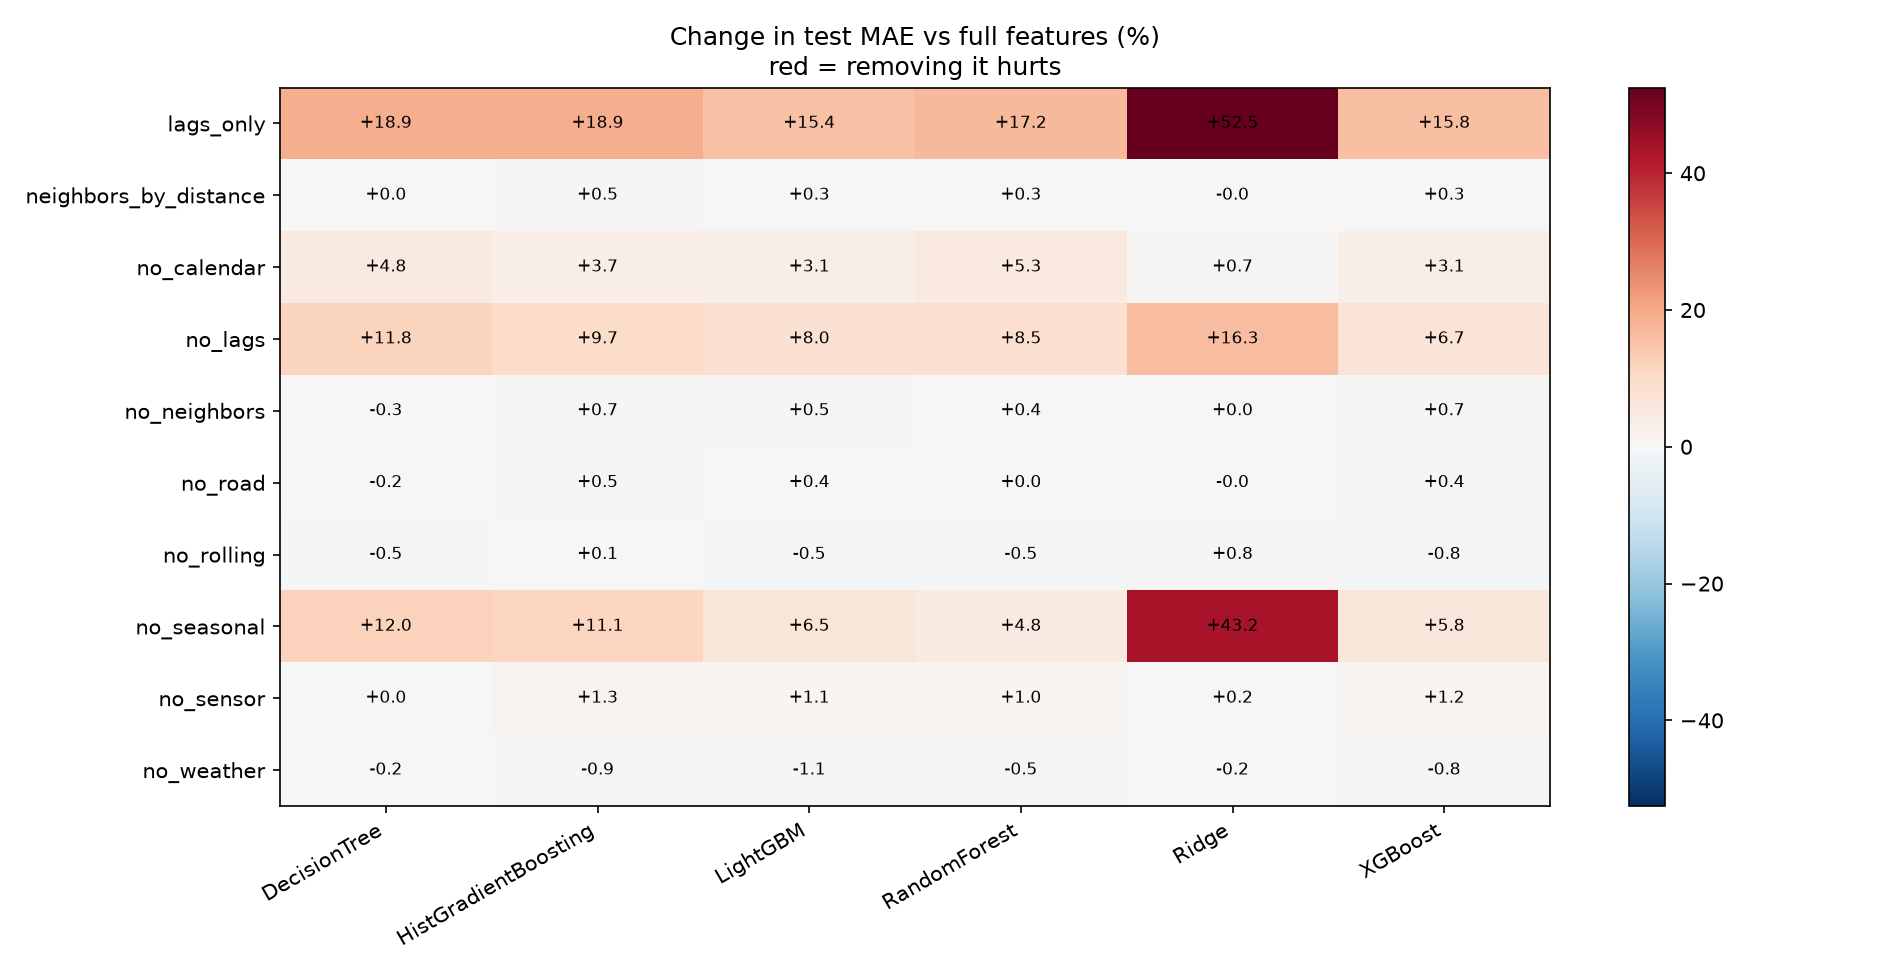 Change in test MAE vs full features (%)
red = removing it hurts
lags_only +18.9 +18.9 +15.4 +17.2 +52.5 +15.8
neighbors_by_distance +0.0 +0.5 +0.3 +0.3 -0.0 +0.3
no_calendar +4.8 +3.7 +3.1 +5.3 +0.7 +3.1
no_lags +11.8 +9.7 +8.0 +8.5 +16.3 +6.7
no_neighbors -0.3 +0.7 +0.5 +0.4 +0.0 +0.7
no_road -0.2 +0.5 +0.4 +0.0 -0.0 +0.4
no_rolling -0.5 +0.1 -0.5 -0.5 +0.8 -0.8
no_seasonal +12.0 +11.1 +6.5 +4.8 +43.2 +5.8
no_sensor +0.0 +1.3 +1.1 +1.0 +0.2 +1.2
no_weather -0.2 -0.9 -1.1 -0.5 -0.2 -0.8
DecisionTree HistGradientBoosting LightGBM RandomForest Ridge XGBoost
40
20
0
−20
−40